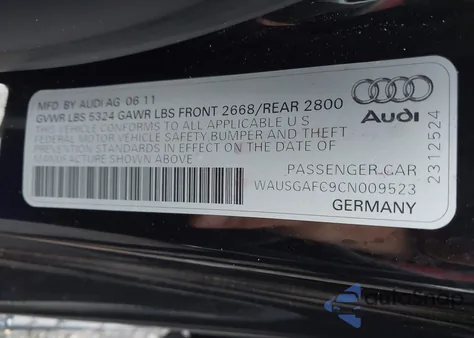 MFD. BY AUDI AG 06 11
GVWR LBS 5324 GAWR LBS FRONT 2668/REAR 2800
THIS VEHICLE CONFORMS TO ALL APPLICABLE U S
FEDERAL MOTOR VEHICLE SAFETY BUMPER AND THEFT
PREVENTION STANDARDS IN EFFECT ON THE DATE OF
MANUFACTURE SHOWN ABOVE
Audi
2312524
PASSENGER CAR
WAUSGAFC9CN009523
GERMANY
autosnap